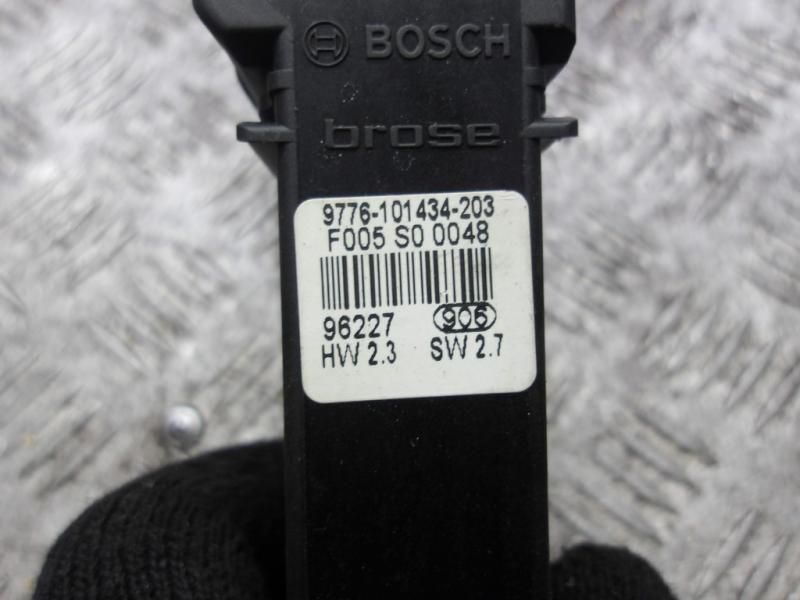 BOSCH
brose
9776-101434-203
F005 S0 0048
96227 906
HW 2.3 SW 2.7